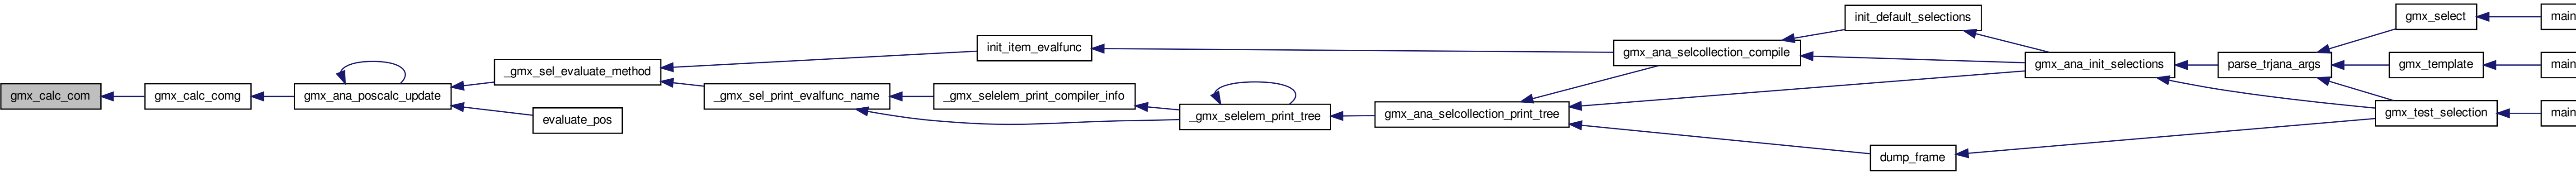 gmx_calc_com
gmx_calc_comg
gmx_ana_poscalc_update
_gmx_sel_evaluate_method
evaluate_pos
init_item_evalfunc
_gmx_sel_print_evalfunc_name
_gmx_selelem_print_compiler_info
_gmx_selelem_print_tree
gmx_ana_selcollection_compile
gmx_ana_selcollection_print_tree
init_default_selections
dump_frame
gmx_ana_init_selections
parse_trjana_args
gmx_select
gmx_template
gmx_test_selection
main
main
main